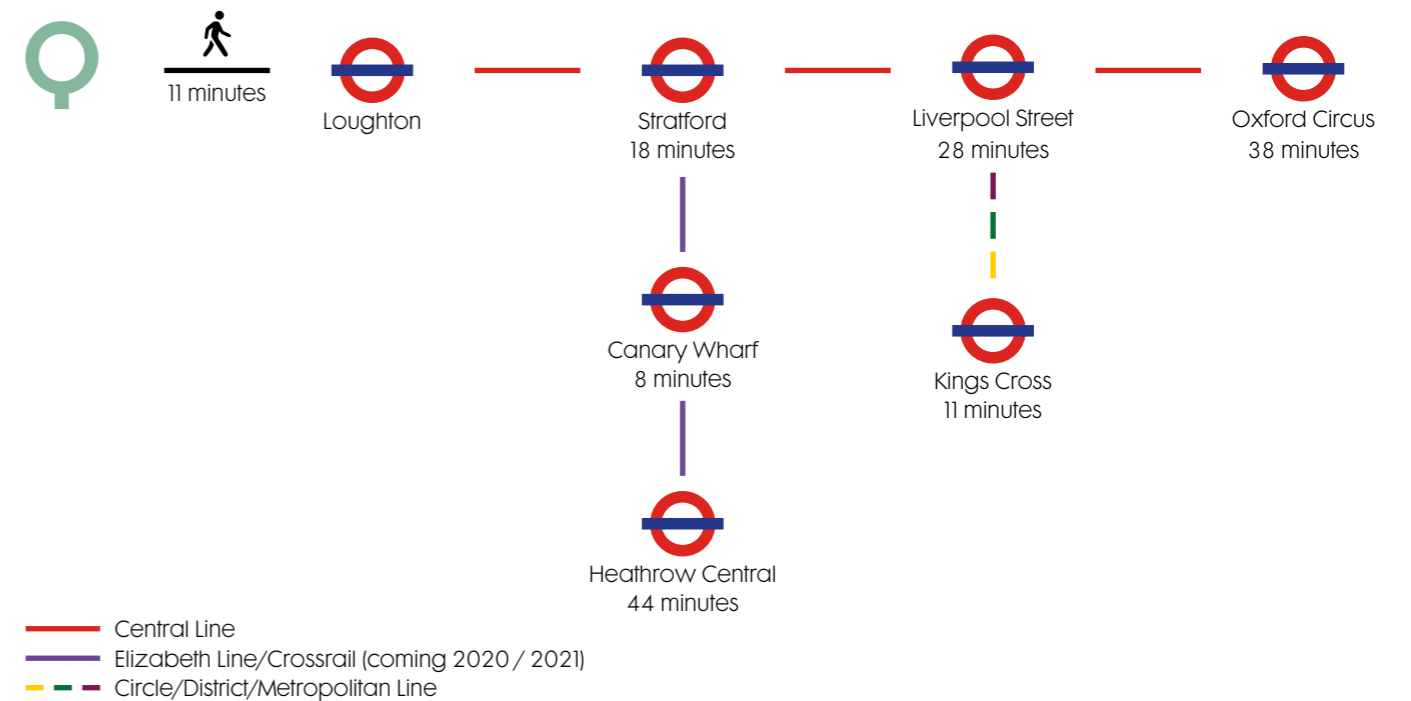 11 minutes
Loughton
Stratford
18 minutes
Liverpool Street
28 minutes
Oxford Circus
38 minutes
Canary Wharf
8 minutes
Kings Cross
11 minutes
Heathrow Central
44 minutes
Central Line
Elizabeth Line/Crossrail (coming 2020 / 2021)
Circle/District/Metropolitan Line